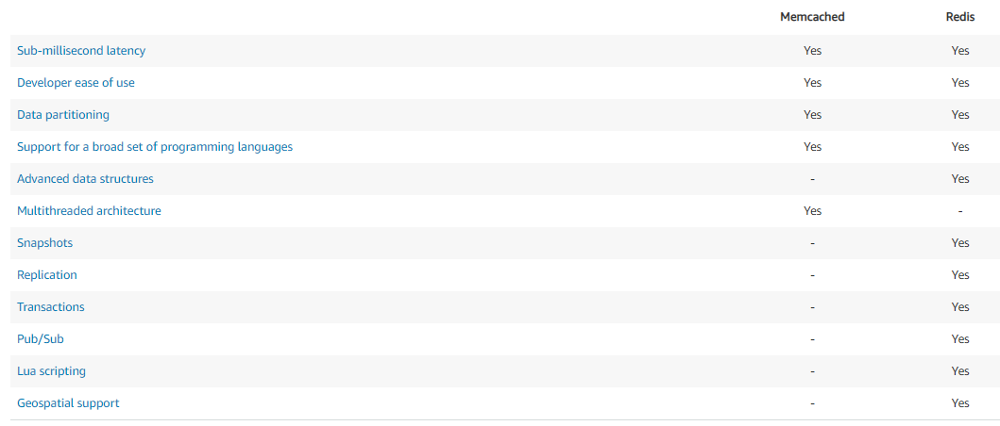 Memcached Redis
Sub-millisecond latency Yes Yes
Developer ease of use Yes Yes
Data partitioning Yes Yes
Support for a broad set of programming languages Yes Yes
Advanced data structures - Yes
Multithreaded architecture Yes -
Snapshots - Yes
Replication - Yes
Transactions - Yes
Pub/Sub - Yes
Lua scripting - Yes
Geospatial support - Yes